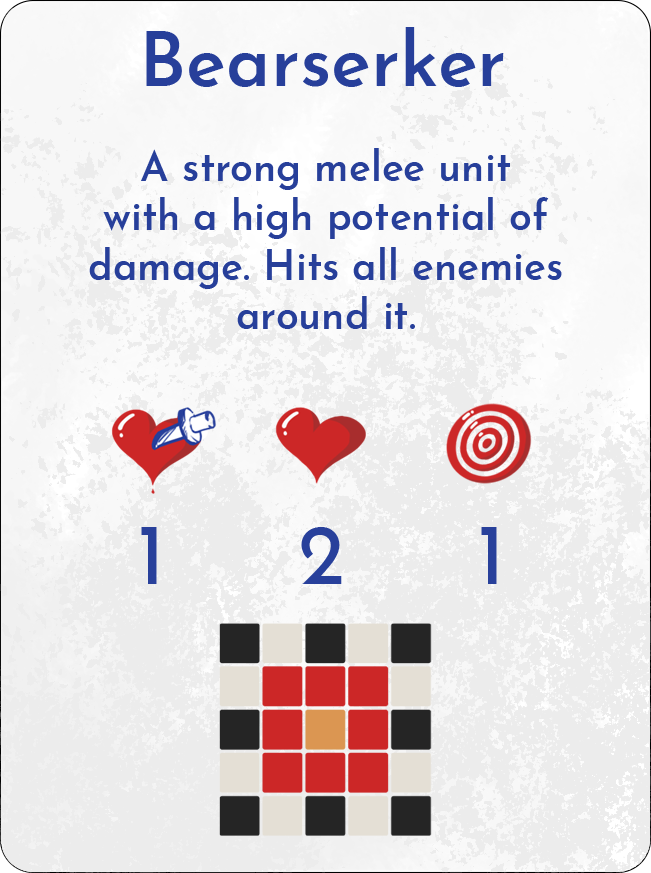 Bearserker
A strong melee unit
with a high potential of
damage. Hits all enemies
around it.
1 2 1